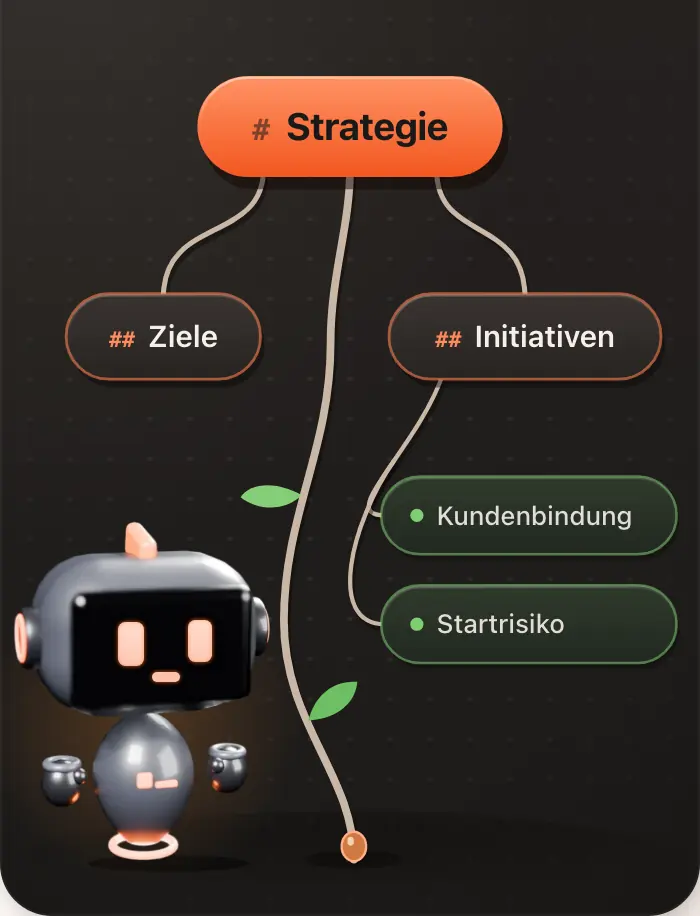 # Strategie
## Ziele
## Initiativen
Kundenbindung
Startrisiko